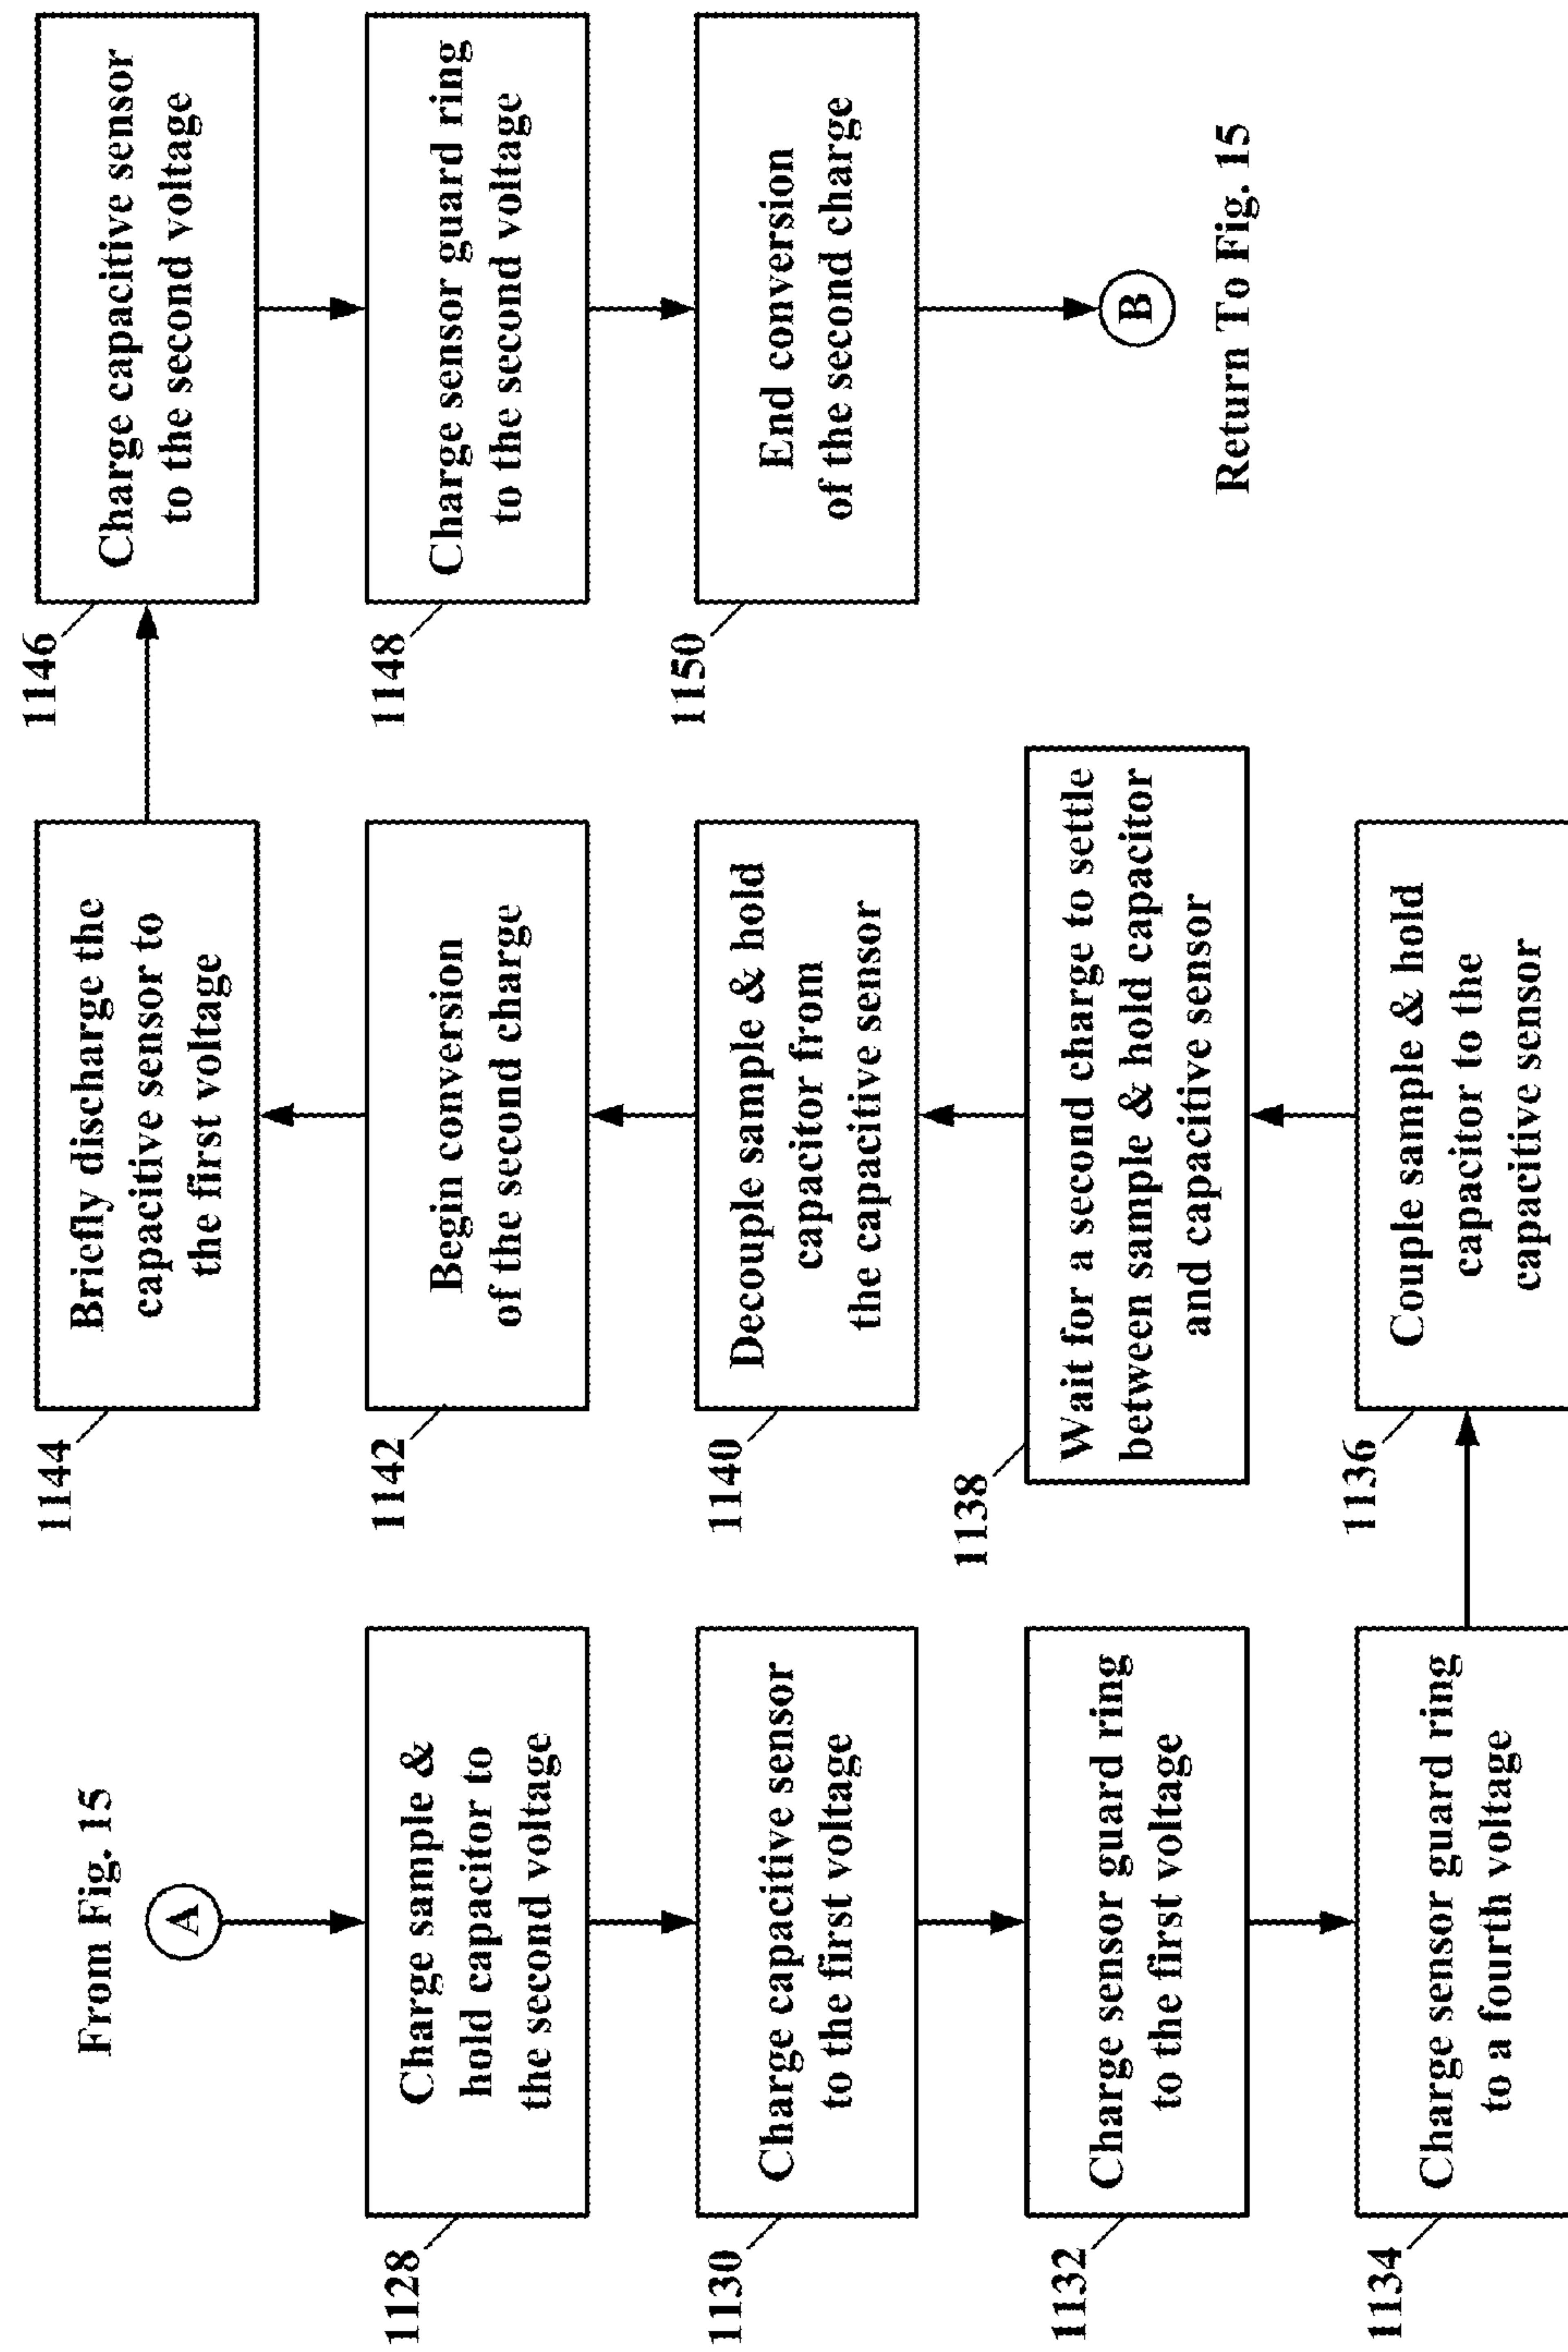 From Fig. 15
A
1128
Charge sample &
hold capacitor to
the second voltage
1130
Charge capacitive sensor
to the first voltage
1132
Charge sensor guard ring
to the first voltage
1134
Charge sensor guard ring
to a fourth voltage
1136
Couple sample & hold
capacitor to the
capacitive sensor
1138
Wait for a second charge to settle
between sample & hold capacitor
and capacitive sensor
1140
Decouple sample & hold
capacitor from
the capacitive sensor
1142
Begin conversion
of the second charge
1144
Briefly discharge the
capacitive sensor to
the first voltage
1146
Charge capacitive sensor
to the second voltage
1148
Charge sensor guard ring
to the second voltage
1150
End conversion
of the second charge
B
Return To Fig. 15